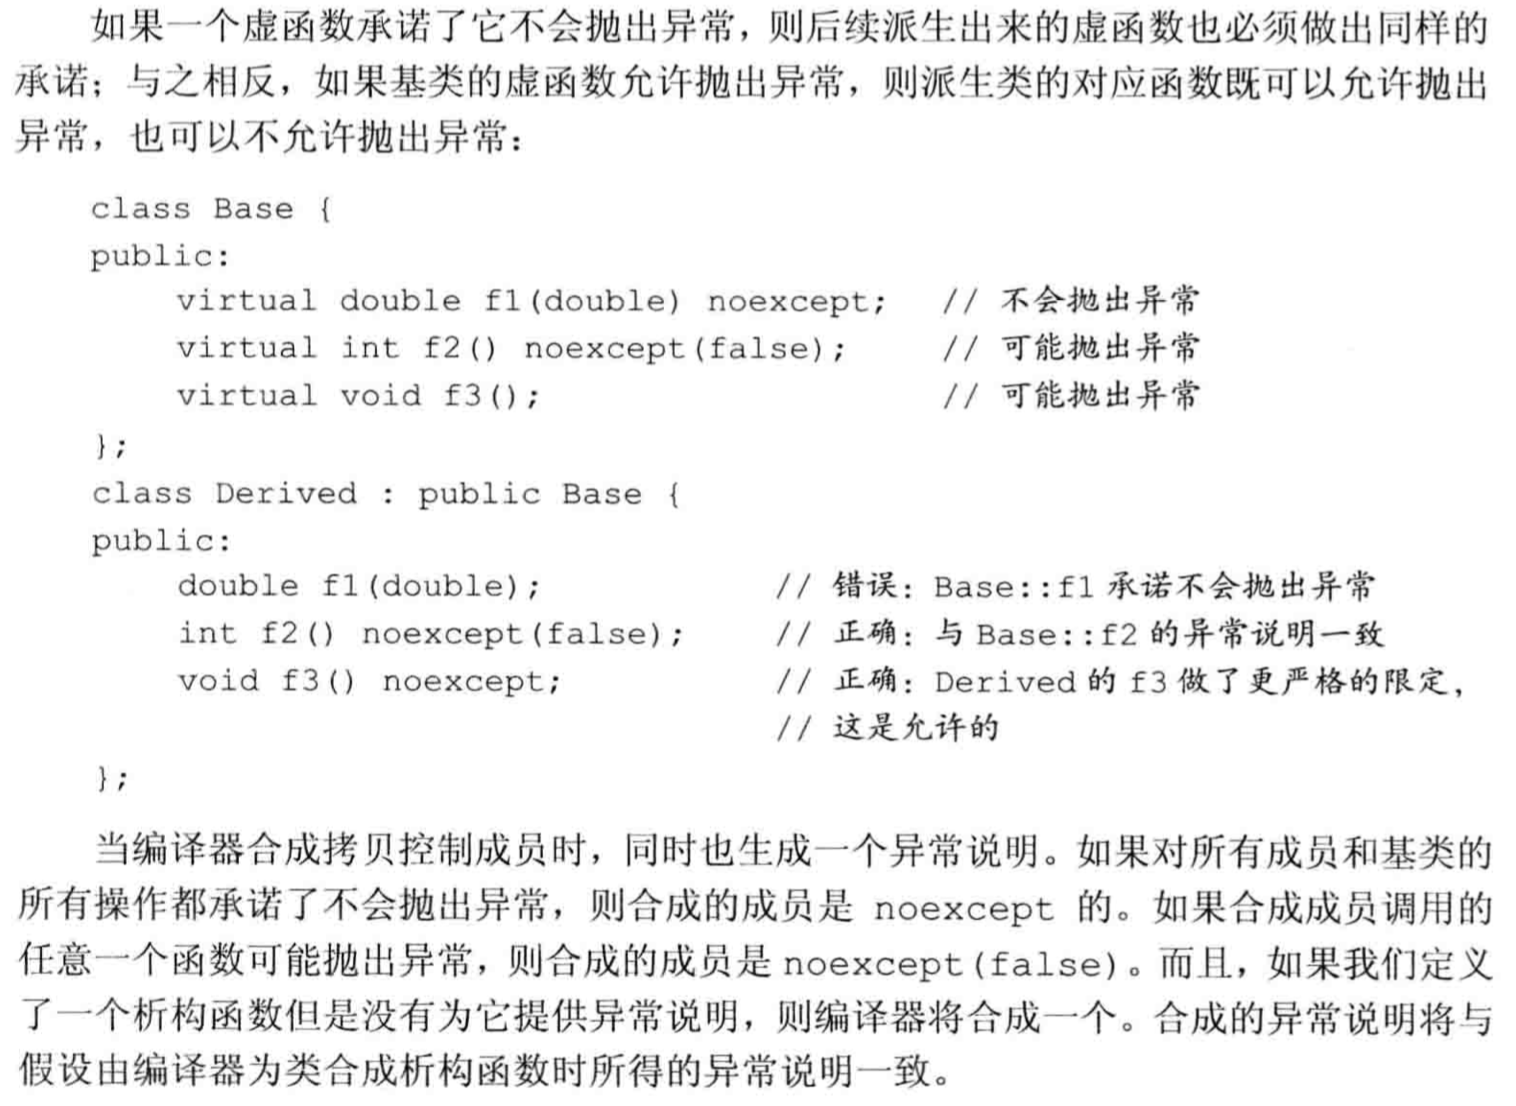 如果一个虚函数承诺了它不会抛出异常，则后续派生出来的虚函数也必须做出同样的
承诺；与之相反，如果基类的虚函数允许抛出异常，则派生类的对应函数既可以允许抛出
异常，也可以不允许抛出异常：
class Base {
public:
    virtual double f1(double) noexcept;   // 不会抛出异常
    virtual int f2() noexcept(false);     // 可能抛出异常
    virtual void f3();                    // 可能抛出异常
};
class Derived : public Base {
public:
    double f1(double);            // 错误：Base::f1 承诺不会抛出异常
    int f2() noexcept(false);     // 正确：与 Base::f2 的异常说明一致
    void f3() noexcept;           // 正确：Derived 的 f3 做了更严格的限定，
                                  // 这是允许的
};
当编译器合成拷贝控制成员时，同时也生成一个异常说明。如果对所有成员和基类的
所有操作都承诺了不会抛出异常，则合成的成员是 noexcept 的。如果合成成员调用的
任意一个函数可能抛出异常，则合成的成员是 noexcept(false)。而且，如果我们定义
了一个析构函数但是没有为它提供异常说明，则编译器将合成一个。合成的异常说明将与
假设由编译器为类合成析构函数时所得的异常说明一致。